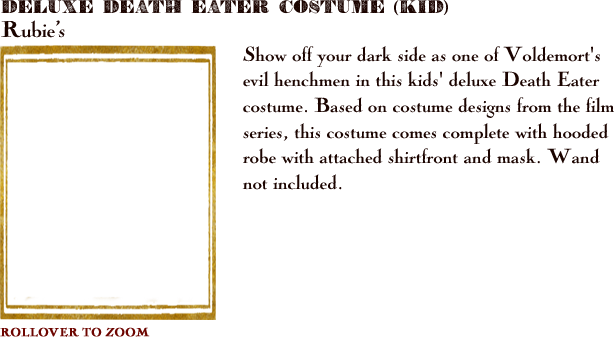 DELUXE DEATH EATER COSTUME (KID)
Rubie's
Show off your dark side as one of Voldemort's
evil henchmen in this kids' deluxe Death Eater
costume. Based on costume designs from the film
series, this costume comes complete with hooded
robe with attached shirtfront and mask. Wand
not included.
ROLLOVER TO ZOOM